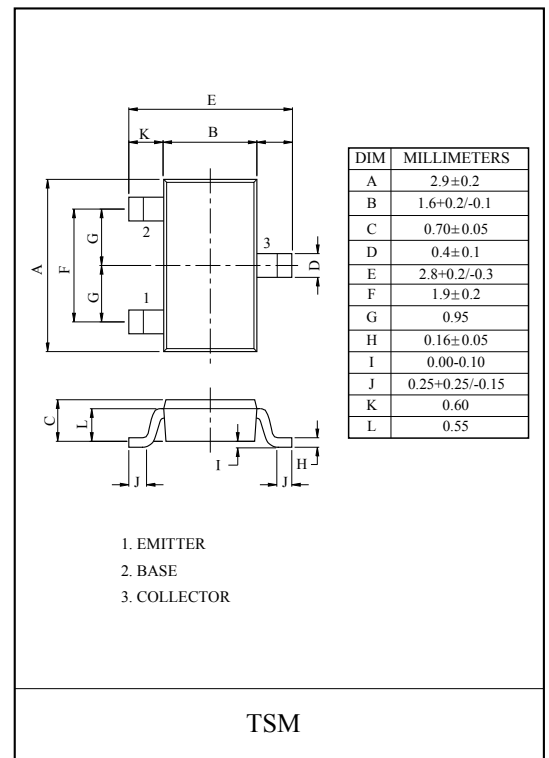 E
K B
A
F
G
G
2
1
3
D
C
L
J
I
H
J
DIM MILLIMETERS
A 2.9±0.2
B 1.6+0.2/-0.1
C 0.70±0.05
D 0.4±0.1
E 2.8+0.2/-0.3
F 1.9±0.2
G 0.95
H 0.16±0.05
I 0.00-0.10
J 0.25+0.25/-0.15
K 0.60
L 0.55
1. EMITTER
2. BASE
3. COLLECTOR
TSM